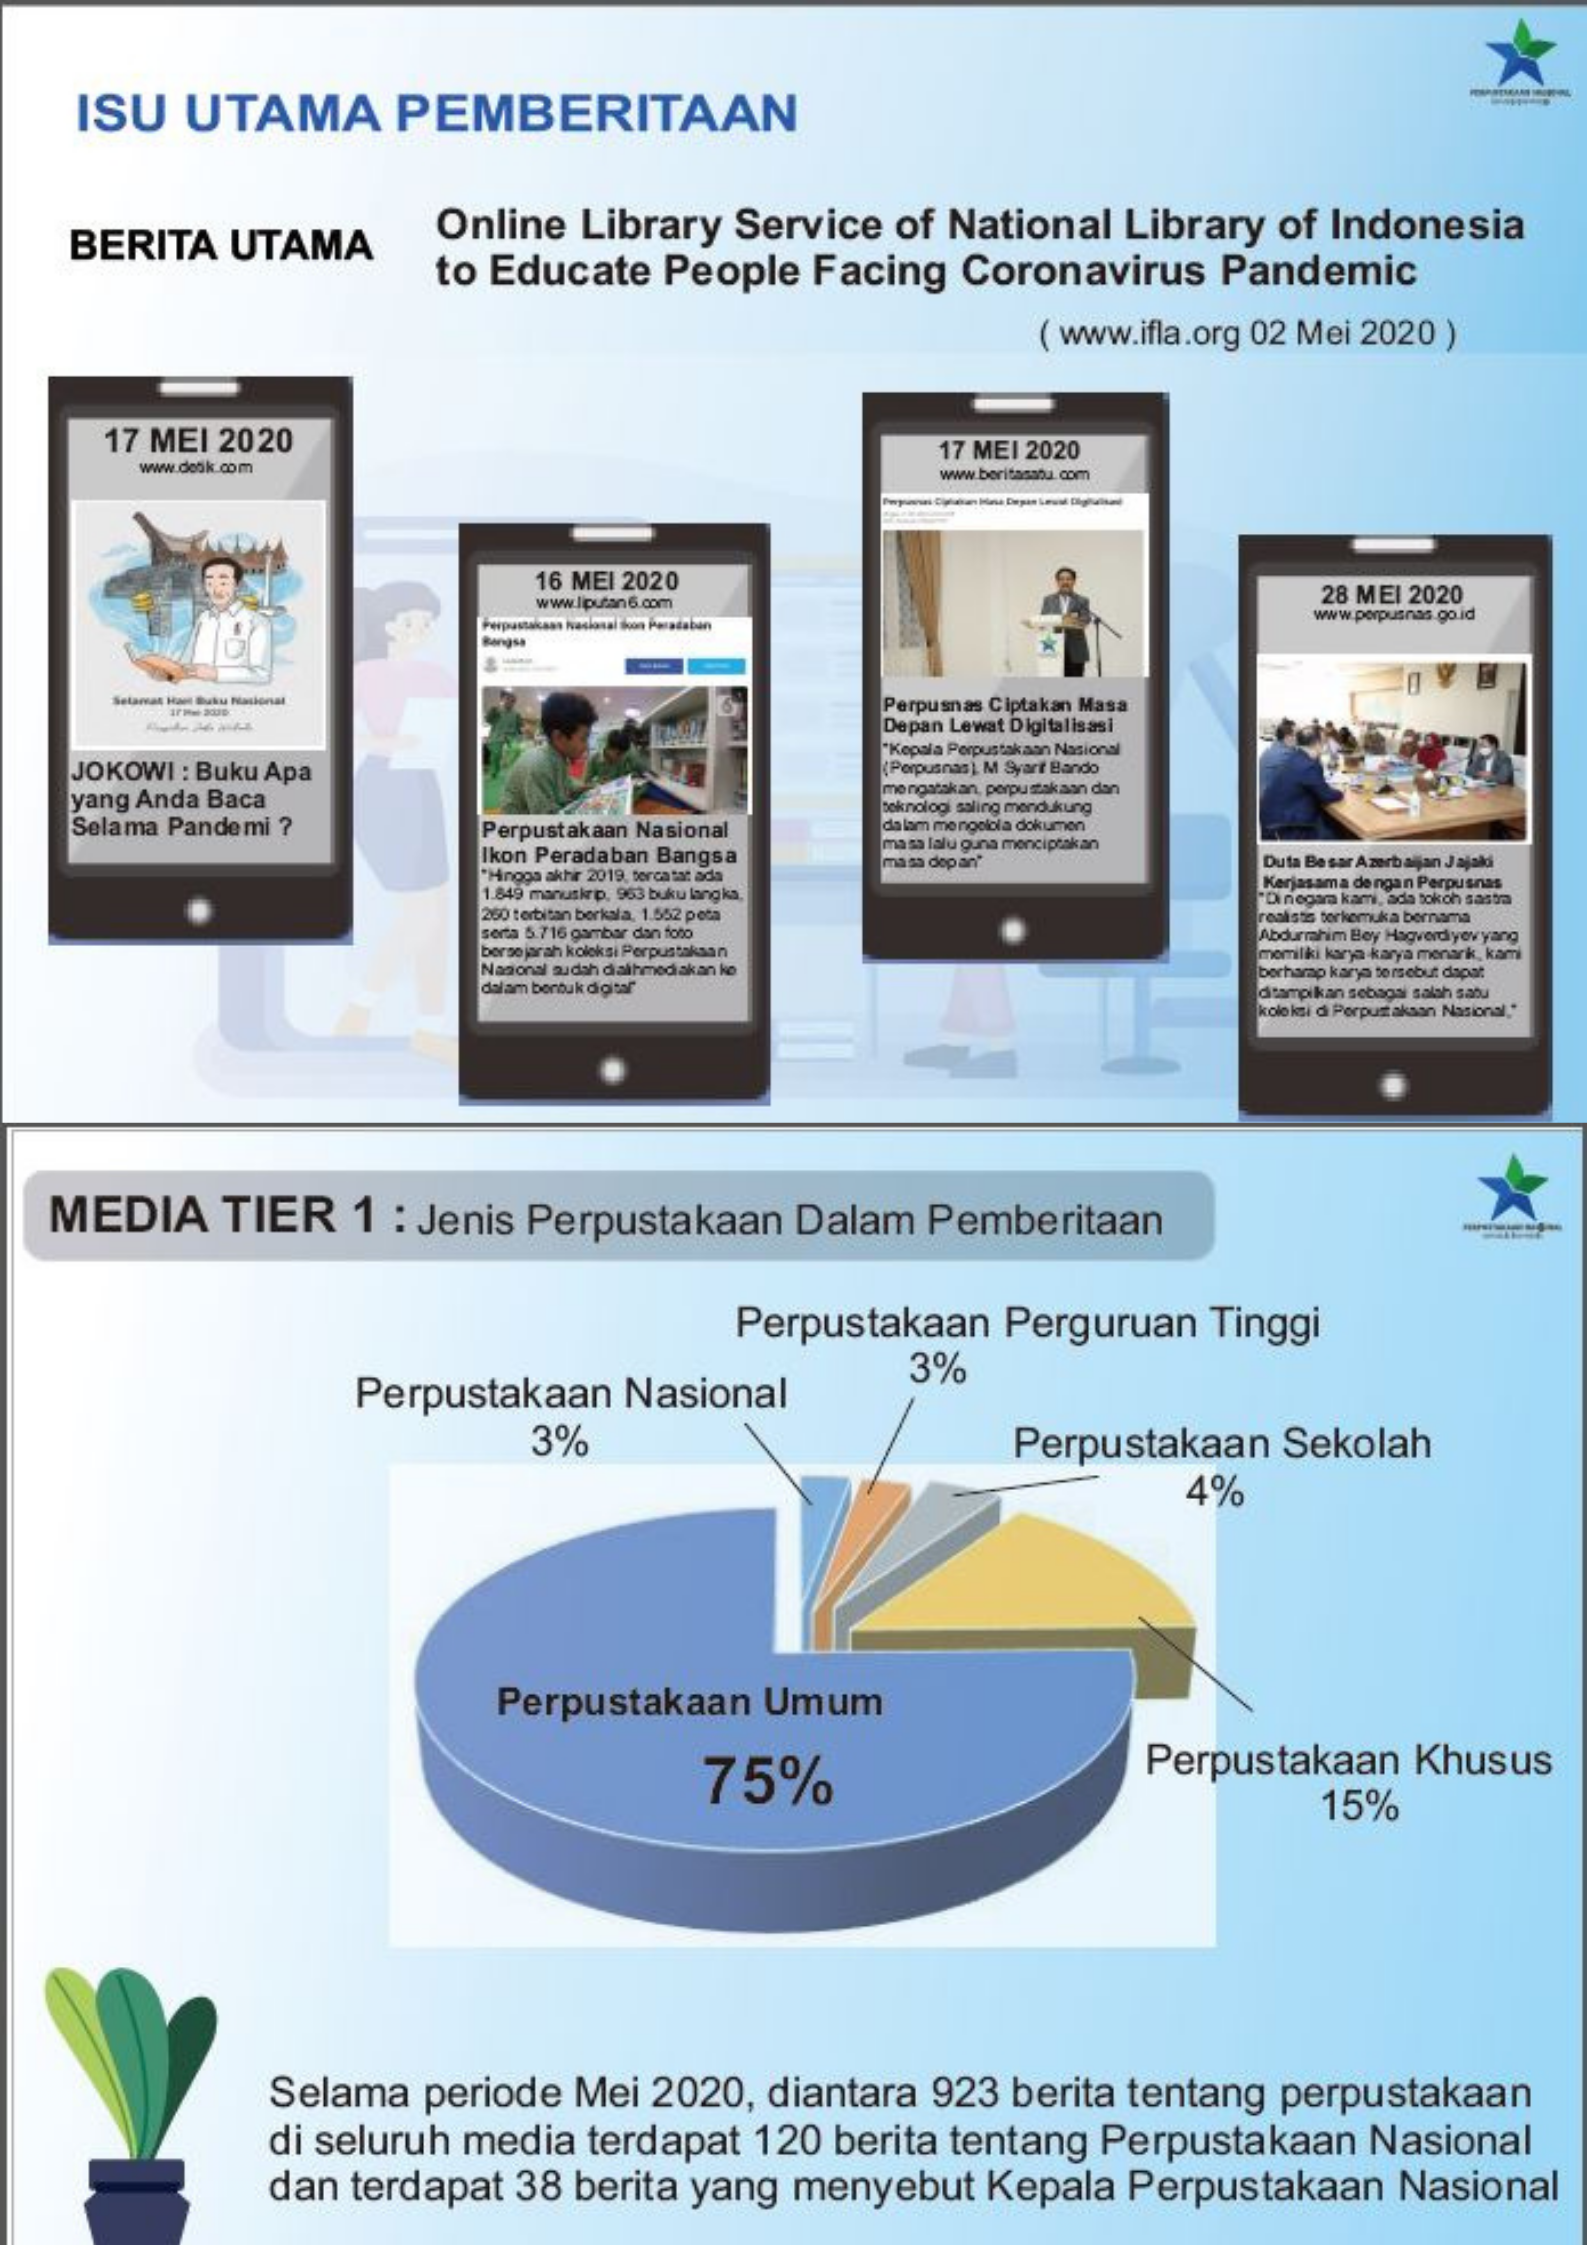 ISU UTAMA PEMBERITAAN
BERITA UTAMA
Online Library Service of National Library of Indonesia
to Educate People Facing Coronavirus Pandemic
( www.ifla.org 02 Mei 2020 )
17 MEI 2020
www.detik.com
Selamat Hari Buku Nasional
17 Mei 2020
JOKOWI : Buku Apa
yang Anda Baca
Selama Pandemi ?
16 MEI 2020
www.liputan6.com
Perpustakaan Nasional Ikon Peradaban
Bangsa
Perpustakaan Nasional
Ikon Peradaban Bangsa
"Hingga akhir 2019, tercatat ada
1.849 manuskrip, 963 buku langka,
260 terbitan berkala, 1.552 peta
serta 5.716 gambar dan foto
bersejarah koleksi Perpustakaan
Nasional sudah dialihmediakan ke
dalam bentuk digital"
17 MEI 2020
www.beritasatu.com
Perpusnas Ciptakan Masa Depan Lewat Digitalisasi
Perpusnas Ciptakan Masa
Depan Lewat Digitalisasi
"Kepala Perpustakaan Nasional
(Perpusnas), M Syarif Bando
mengatakan, perpustakaan dan
teknologi saling mendukung
dalam mengelola dokumen
masa lalu guna menciptakan
masa depan"
28 MEI 2020
www.perpusnas.go.id
Duta Besar Azerbaijan Jajaki
Kerjasama dengan Perpusnas
"Di negara kami, ada tokoh sastra
realistis terkemuka bernama
Abdurrahim Bey Hagverdiyev yang
memiliki karya-karya menarik, kami
berharap karya tersebut dapat
ditampilkan sebagai salah satu
koleksi di Perpustakaan Nasional,"
PERPUSTAKAAN NASIONAL
MEDIA TIER 1 : Jenis Perpustakaan Dalam Pemberitaan
PERPUSTAKAAN NASIONAL
Perpustakaan Perguruan Tinggi
3%
Perpustakaan Nasional
3%
Perpustakaan Sekolah
4%
Perpustakaan Umum
75%
Perpustakaan Khusus
15%
Selama periode Mei 2020, diantara 923 berita tentang perpustakaan
di seluruh media terdapat 120 berita tentang Perpustakaan Nasional
dan terdapat 38 berita yang menyebut Kepala Perpustakaan Nasional